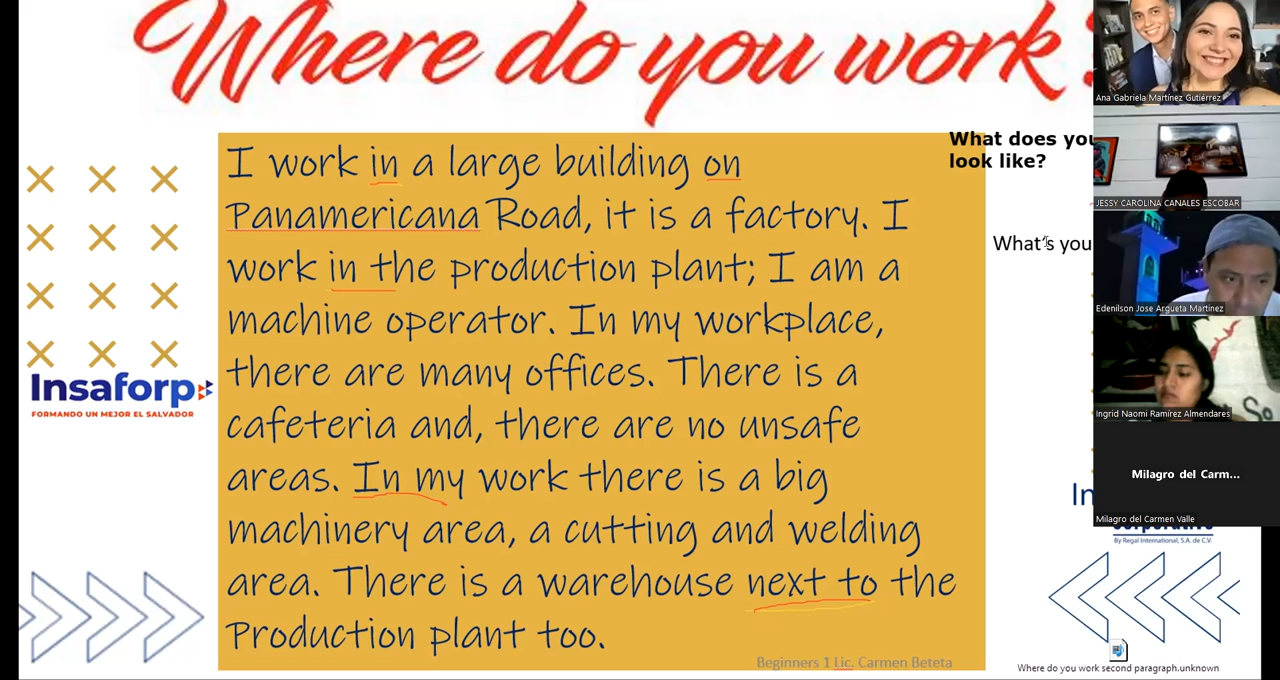 Where do you work?
I work in a large building on
Panamericana Road, it is a factory. I
work in the production plant; I am a
machine operator. In my workplace,
there are many offices. There is a
cafeteria and, there are no unsafe
areas. In my work there is a big
machinery area, a cutting and welding
area. There is a warehouse next to the
Production plant too.
Beginners 1 Lic. Carmen Beteta
Insaforp
FORMANDO UN MEJOR EL SALVADOR
What does you
look like?
What's you
In
By Regal International, S.A. de C.V.
Where do you work second paragraph.unknown
Ana Gabriela Martínez Gutiérrez
JESSY CAROLINA CANALES ESCOBAR
Edenilson Jose Argueta Martinez
Ingrid Naomi Ramírez Almendares
So
Milagro del Carm...
Milagro del Carmen Valle